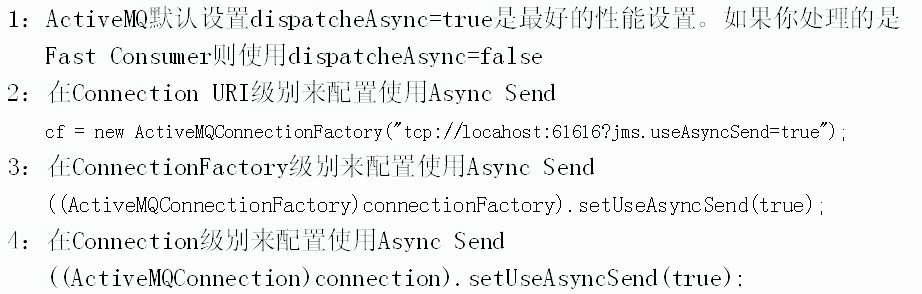 1：ActiveMQ默认设置dispatcheAsync=true是最好的性能设置。如果你处理的是
Fast Consumer则使用dispatcheAsync=false
2：在Connection URI级别来配置使用Async Send
cf = new ActiveMQConnectionFactory("tcp://locahost:61616?jms.useAsyncSend=true");
3：在ConnectionFactory级别来配置使用Async Send
((ActiveMQConnectionFactory)connectionFactory).setUseAsyncSend(true);
4：在Connection级别来配置使用Async Send
((ActiveMQConnection)connection).setUseAsyncSend(true);